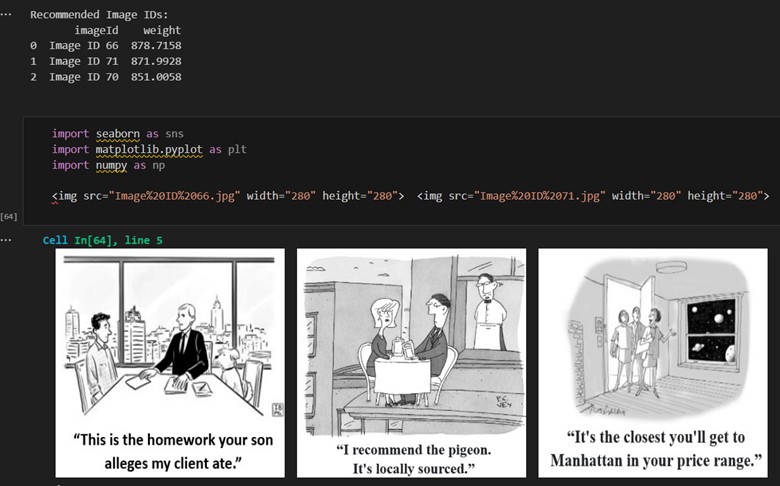 ... Recommended Image IDs:
imageId weight
0 Image ID 66 878.7158
1 Image ID 71 871.9928
2 Image ID 70 851.0058
import seaborn as sns
import matplotlib.pyplot as plt
import numpy as np
<img src="Image%20ID%2066.jpg" width="280" height="280"> <img src="Image%20ID%2071.jpg" width="280" height="280">
[64]
... Cell In[64], line 5
P.C. VEY
“This is the homework your son
alleges my client ate.”
“I recommend the pigeon.
It's locally sourced.”
“It's the closest you'll get to
Manhattan in your price range.”